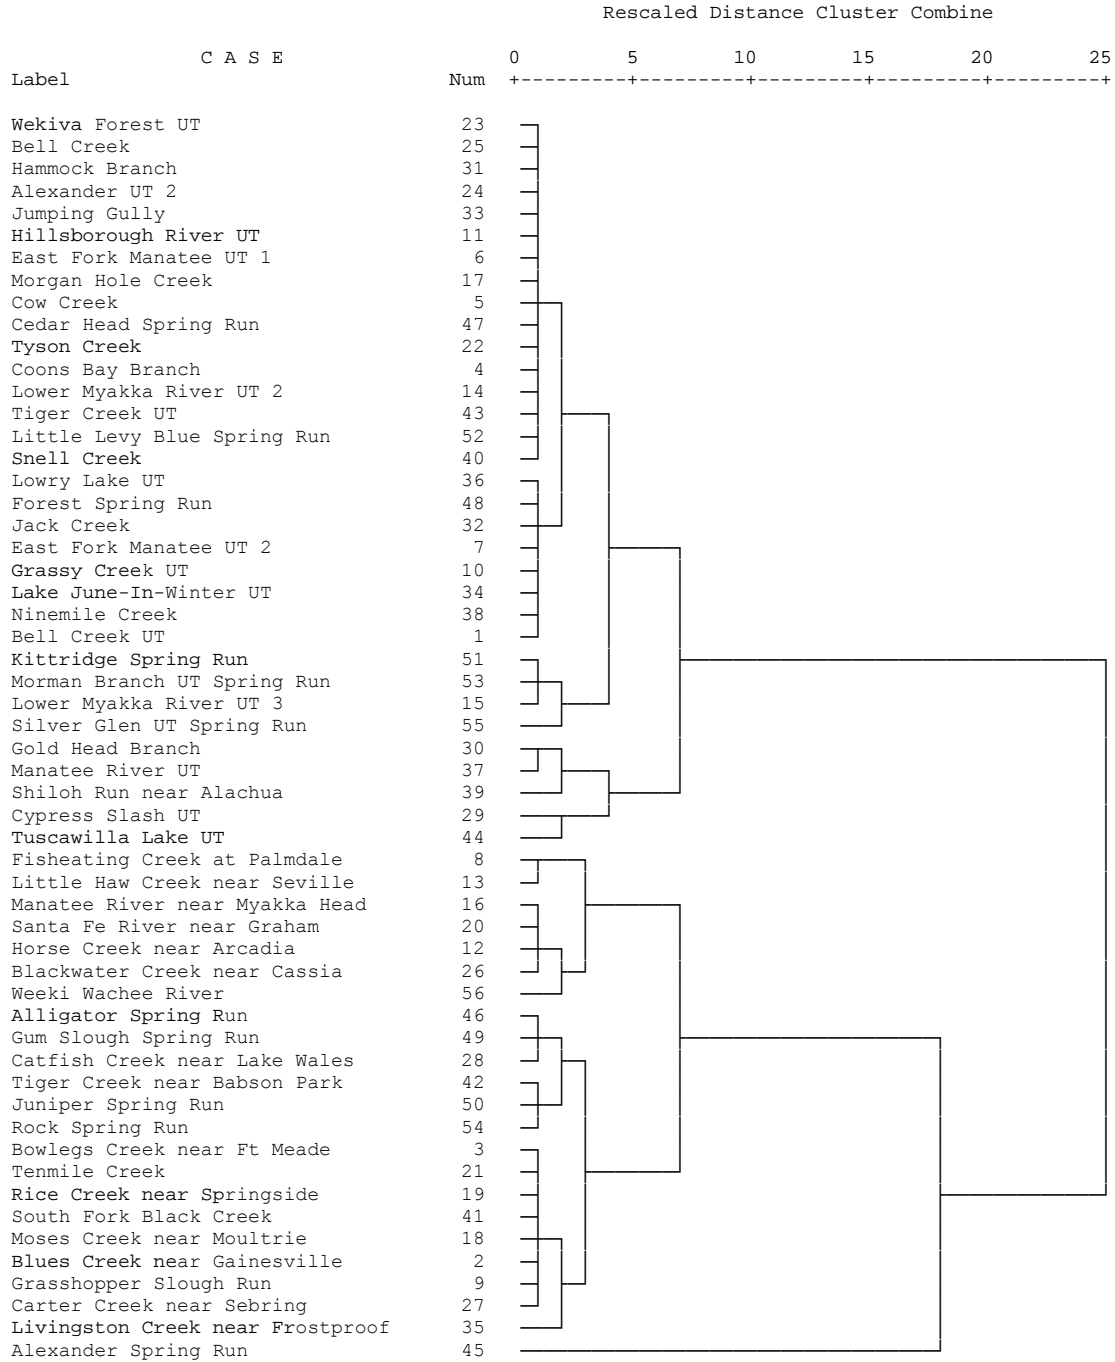 Rescaled Distance Cluster Combine
C A S E 0 5 10 15 20 25
Label Num +---------+---------+---------+---------+---------+
Wekiva Forest UT 23
Bell Creek 25
Hammock Branch 31
Alexander UT 2 24
Jumping Gully 33
Hillsborough River UT 11
East Fork Manatee UT 1 6
Morgan Hole Creek 17
Cow Creek 5
Cedar Head Spring Run 47
Tyson Creek 22
Coons Bay Branch 4
Lower Myakka River UT 2 14
Tiger Creek UT 43
Little Levy Blue Spring Run 52
Snell Creek 40
Lowry Lake UT 36
Forest Spring Run 48
Jack Creek 32
East Fork Manatee UT 2 7
Grassy Creek UT 10
Lake June-In-Winter UT 34
Ninemile Creek 38
Bell Creek UT 1
Kittridge Spring Run 51
Morman Branch UT Spring Run 53
Lower Myakka River UT 3 15
Silver Glen UT Spring Run 55
Gold Head Branch 30
Manatee River UT 37
Shiloh Run near Alachua 39
Cypress Slash UT 29
Tuscawilla Lake UT 44
Fisheating Creek at Palmdale 8
Little Haw Creek near Seville 13
Manatee River near Myakka Head 16
Santa Fe River near Graham 20
Horse Creek near Arcadia 12
Blackwater Creek near Cassia 26
Weeki Wachee River 56
Alligator Spring Run 46
Gum Slough Spring Run 49
Catfish Creek near Lake Wales 28
Tiger Creek near Babson Park 42
Juniper Spring Run 50
Rock Spring Run 54
Bowlegs Creek near Ft Meade 3
Tenmile Creek 21
Rice Creek near Springside 19
South Fork Black Creek 41
Moses Creek near Moultrie 18
Blues Creek near Gainesville 2
Grasshopper Slough Run 9
Carter Creek near Sebring 27
Livingston Creek near Frostproof 35
Alexander Spring Run 45